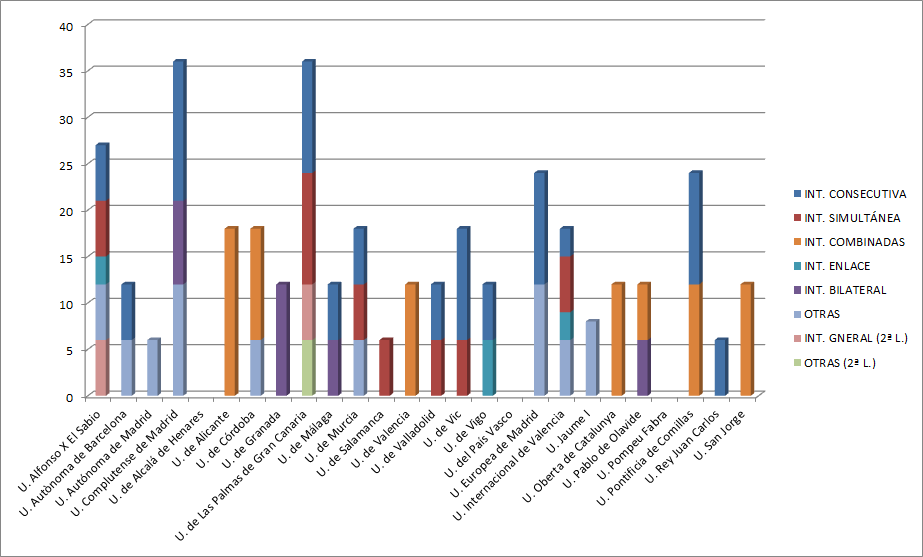 40
35
30
25
20
15
10
5
0
U. Alfonso X El Sabio
U. Autònoma de Barcelona
U. Autónoma de Madrid
U. Complutense de Madrid
U. de Alcalá de Henares
U. de Alicante
U. de Córdoba
U. de Granada
U. de Las Palmas de Gran Canaria
U. de Málaga
U. de Murcia
U. de Salamanca
U. de Valencia
U. de Valladolid
U. de Vic
U. de Vigo
U. del País Vasco
U. Europea de Madrid
U. Internacional de Valencia
U. Jaume I
U. Oberta de Catalunya
U. Pablo de Olavide
U. Pompeu Fabra
U. Pontificia de Comillas
U. Rey Juan Carlos
U. San Jorge
INT. CONSECUTIVA
INT. SIMULTÁNEA
INT. COMBINADAS
INT. ENLACE
INT. BILATERAL
OTRAS
INT. GNERAL (2ª L.)
OTRAS (2ª L.)